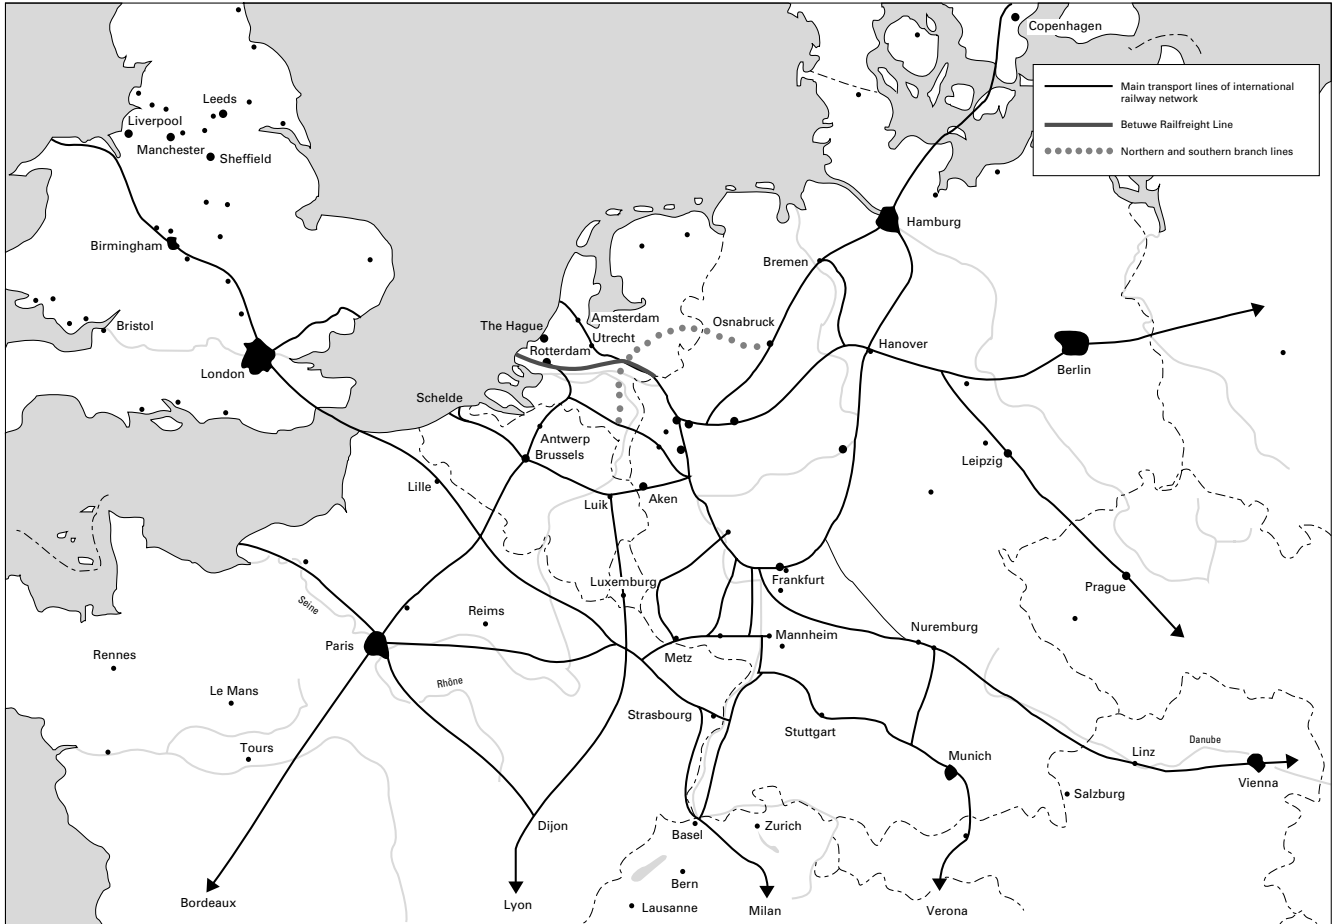 Copenhagen
Main transport lines of international
railway network
Betuwe Railfreight Line
Northern and southern branch lines
Leeds
Liverpool
Manchester
Sheffield
Birmingham
Hamburg
Bremen
Bristol
The Hague
Amsterdam
Utrecht
Rotterdam
Osnabruck
Hanover
London
Berlin
Schelde
Antwerp
Brussels
Leipzig
Lille
Luik
Aken
Luxemburg
Frankfurt
Prague
Seine
Reims
Paris
Rennes
Mannheim
Nuremburg
Metz
Le Mans
Rhône
Strasbourg
Tours
Stuttgart
Munich
Linz
Danube
Vienna
Salzburg
Dijon
Basel
Zurich
Bern
Bordeaux
Lyon
Lausanne
Milan
Verona